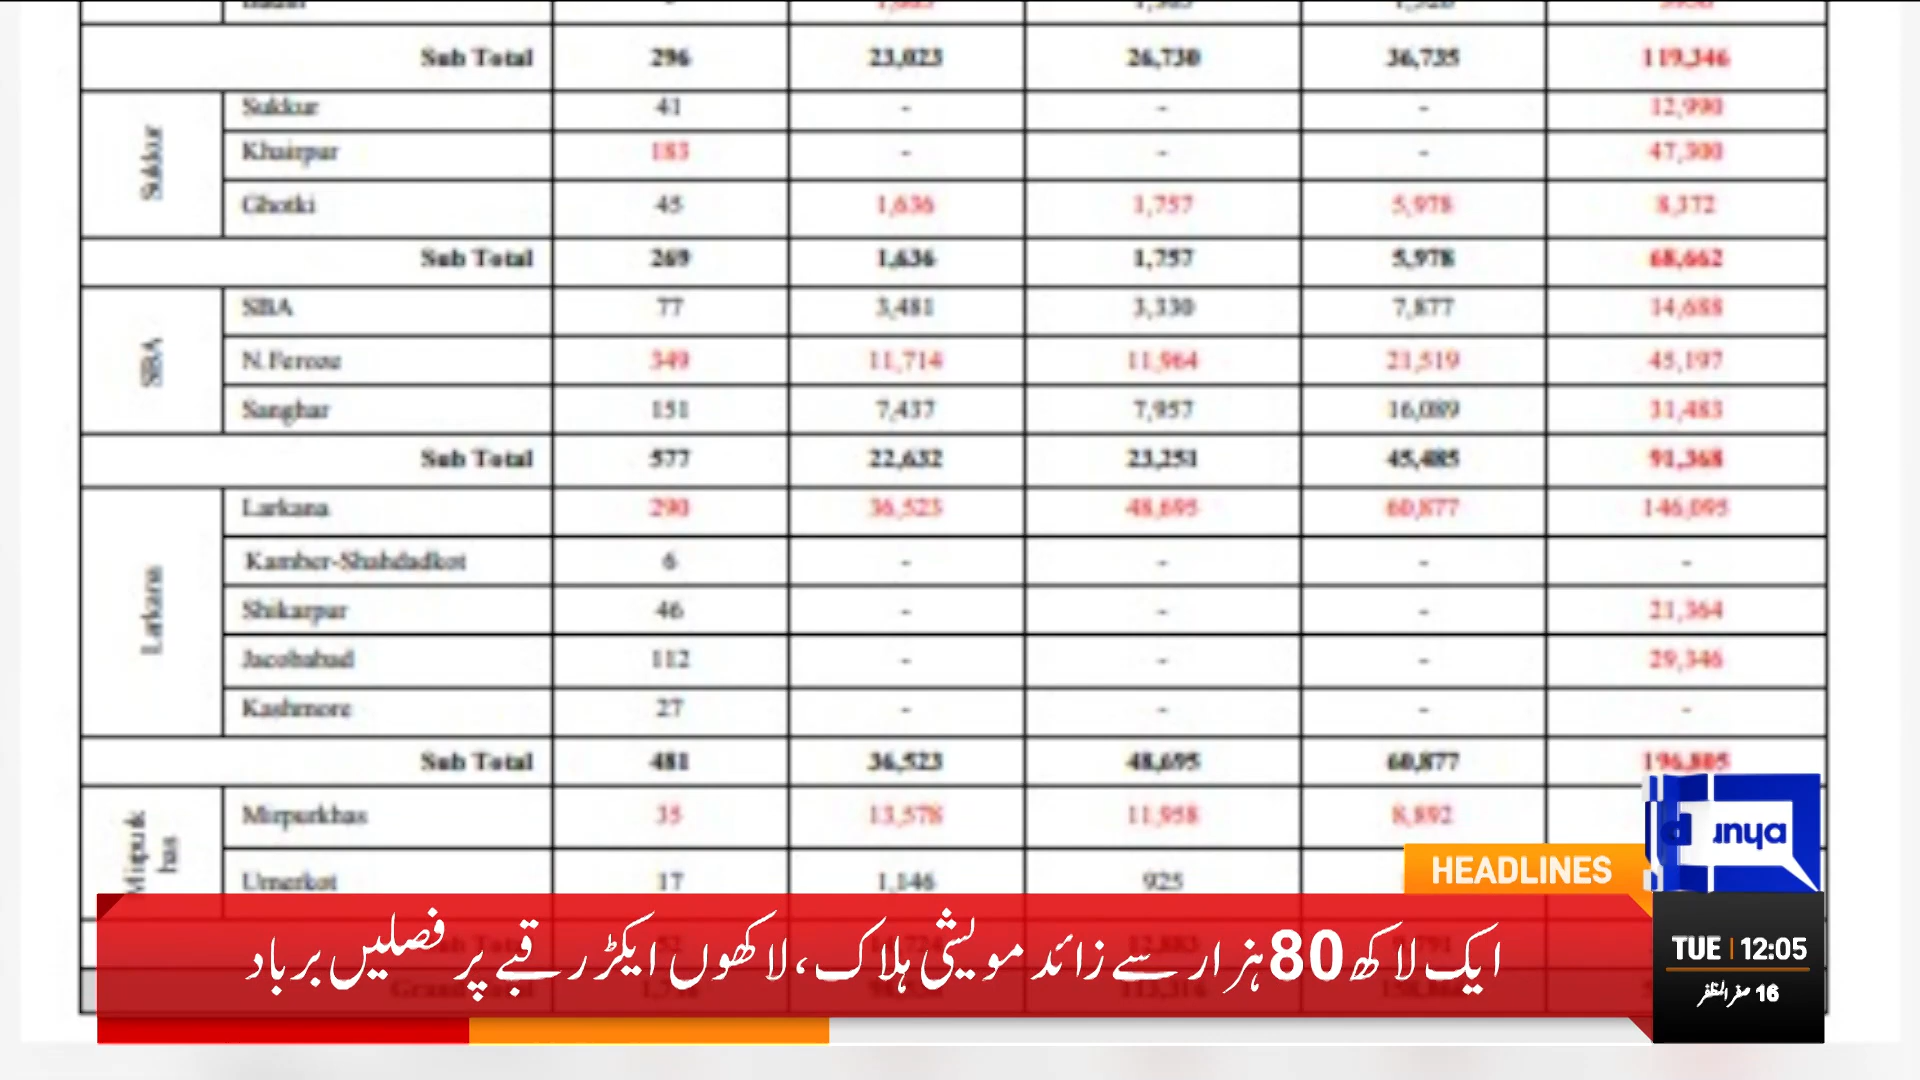 Sub Total 296 23,023 26,730 36,735 119,346
Sukkur
Sukkur 41 - - - 12,990
Khairpur 183 - - - 47,300
Ghotki 45 1,636 1,757 5,978 8,372
Sub Total 269 1,636 1,757 5,978 68,662
SBA
SBA 77 3,481 3,330 7,877 14,688
N.Feroze 349 11,714 11,964 21,519 45,197
Sanghar 151 7,437 7,957 16,089 31,483
Sub Total 577 22,632 23,251 45,485 91,368
Larkana
Larkana 290 36,523 48,695 60,877 146,095
Kamber-Shahdadkot 6 - - - -
Shikarpur 46 - - - 21,364
Jacobabad 112 - - - 29,346
Kashmore 27 - - - -
Sub Total 481 36,523 48,695 60,877 196,805
Mirpurkhas 35 13,578 11,958 8,892
Umerkot 17 1,146 925
unya
HEADLINES
ایک لاکھ 80 ہزار سے زائد مویشی ہلاک، لاکھوں ایکڑ رقبے پر فصلیں برباد
TUE 12:05
16 صفر المظفر